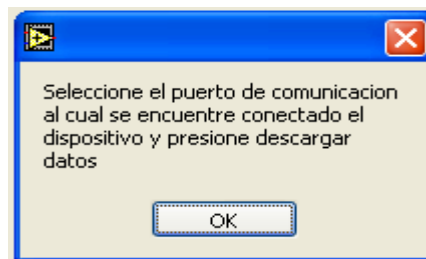 Seleccione el puerto de comunicacion
al cual se encuentre conectado el
dispositivo y presione descargar
datos
OK